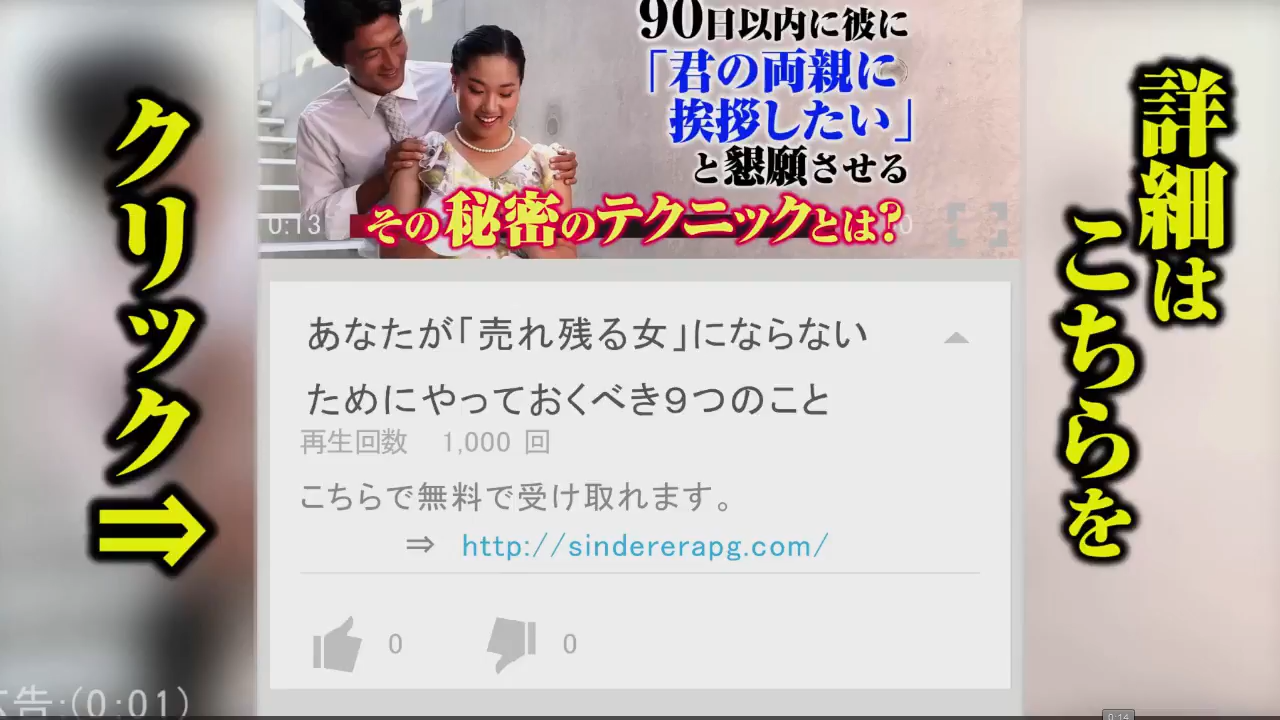 90日以内に彼に
「君の両親に
挨拶したい」
と懇願させる
その秘密のテクニックとは?
0:13
0
詳細は
こちらを
クリック⇒
あなたが「売れ残る女」にならない
ためにやっておくべき9つのこと
再生回数 1,000 回
こちらで無料で受け取れます。
⇒ http://sindererapg.com/
0 0
広告:(0:01)
0:14